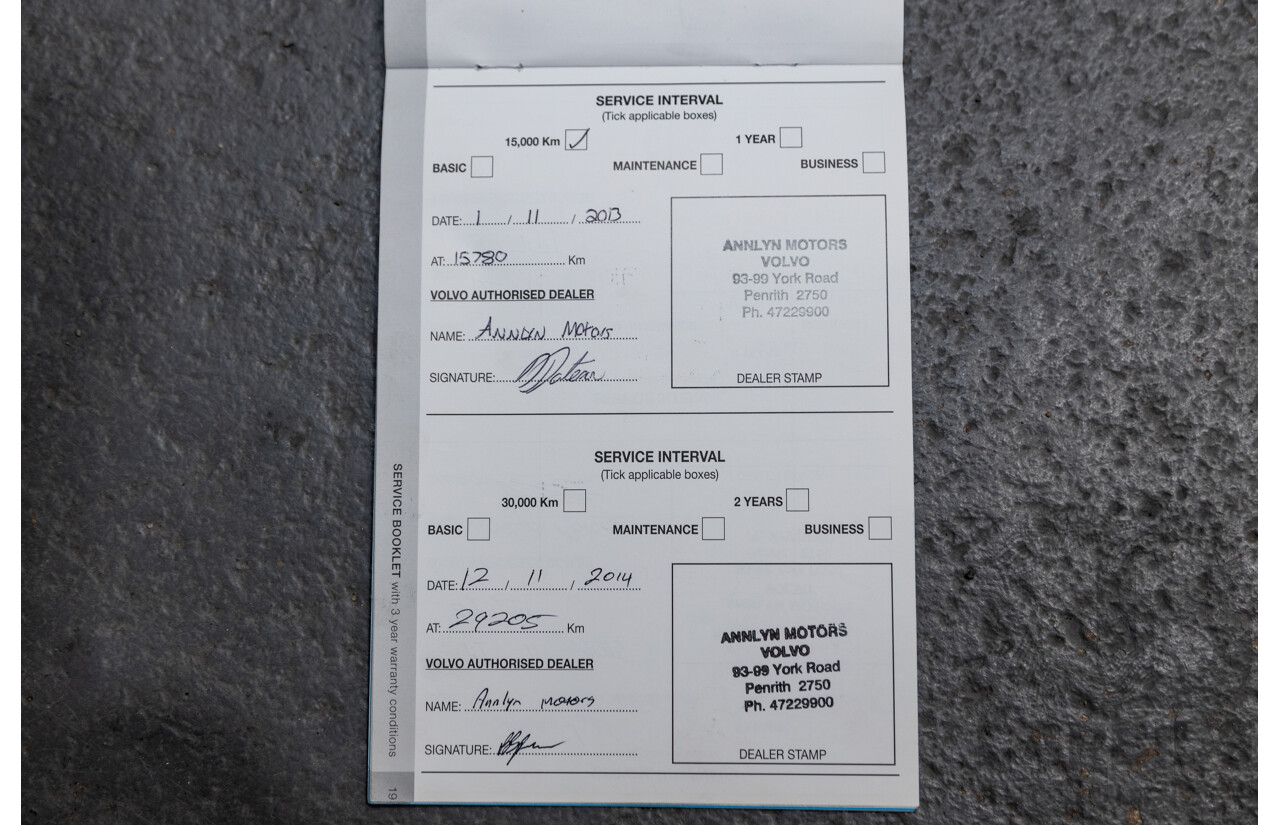 SERVICE INTERVAL
(Tick applicable boxes)
15,000 Km ✓ 1 YEAR
BASIC MAINTENANCE BUSINESS
DATE: 1 / 11 / 2013
AT: 15780 Km
VOLVO AUTHORISED DEALER
NAME: ANNLYN MOTORS
SIGNATURE:
ANNLYN MOTORS
VOLVO
93-99 York Road
Penrith 2750
Ph. 47229900
DEALER STAMP
SERVICE INTERVAL
(Tick applicable boxes)
30,000 Km 2 YEARS
BASIC MAINTENANCE BUSINESS
DATE: 12 / 11 / 2014
AT: 29205 Km
VOLVO AUTHORISED DEALER
NAME: Annlyn motors
SIGNATURE:
ANNLYN MOTORS
VOLVO
93-99 York Road
Penrith 2750
Ph. 47229900
DEALER STAMP
SERVICE BOOKLET with 3 year warranty conditions
19